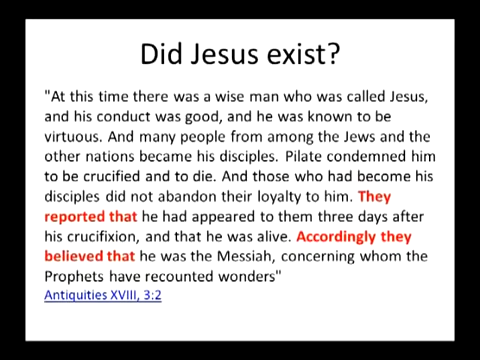 Did Jesus exist?
"At this time there was a wise man who was called Jesus,
and his conduct was good, and he was known to be
virtuous. And many people from among the Jews and the
other nations became his disciples. Pilate condemned him
to be crucified and to die. And those who had become his
disciples did not abandon their loyalty to him. They
reported that he had appeared to them three days after
his crucifixion, and that he was alive. Accordingly they
believed that he was the Messiah, concerning whom the
Prophets have recounted wonders"
Antiquities XVIII, 3:2